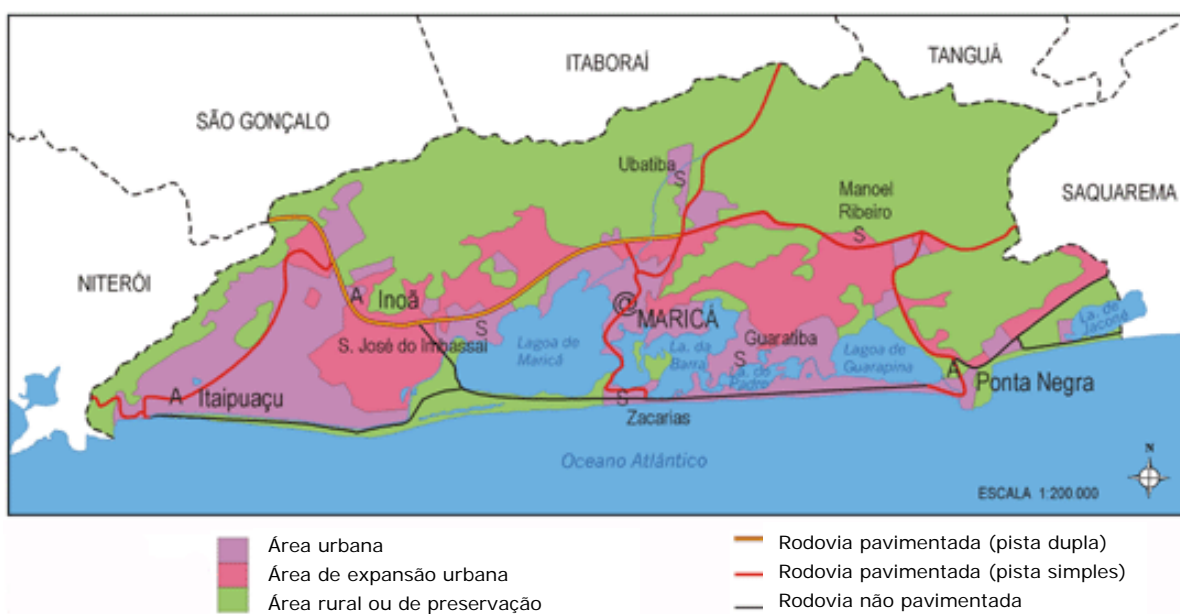 ITABORAÍ
TANGUÁ
SÃO GONÇALO
Ubatiba
S
Manoel
Ribeiro
S
SAQUAREMA
NITERÓI
A
Inoã
@
MARICÁ
S
S. José do Imbassai
Lagoa de
Maricá
La. da
Barra
Guaratiba
S
La. do
Padro
Lagoa de
Guarapina
La. de
Jaconé
A
Ponta Negra
A
Itaipuaçu
S
Zacarias
Oceano Atlântico
N
ESCALA 1:200.000
Área urbana
Área de expansão urbana
Área rural ou de preservação
Rodovia pavimentada (pista dupla)
Rodovia pavimentada (pista simples)
Rodovia não pavimentada